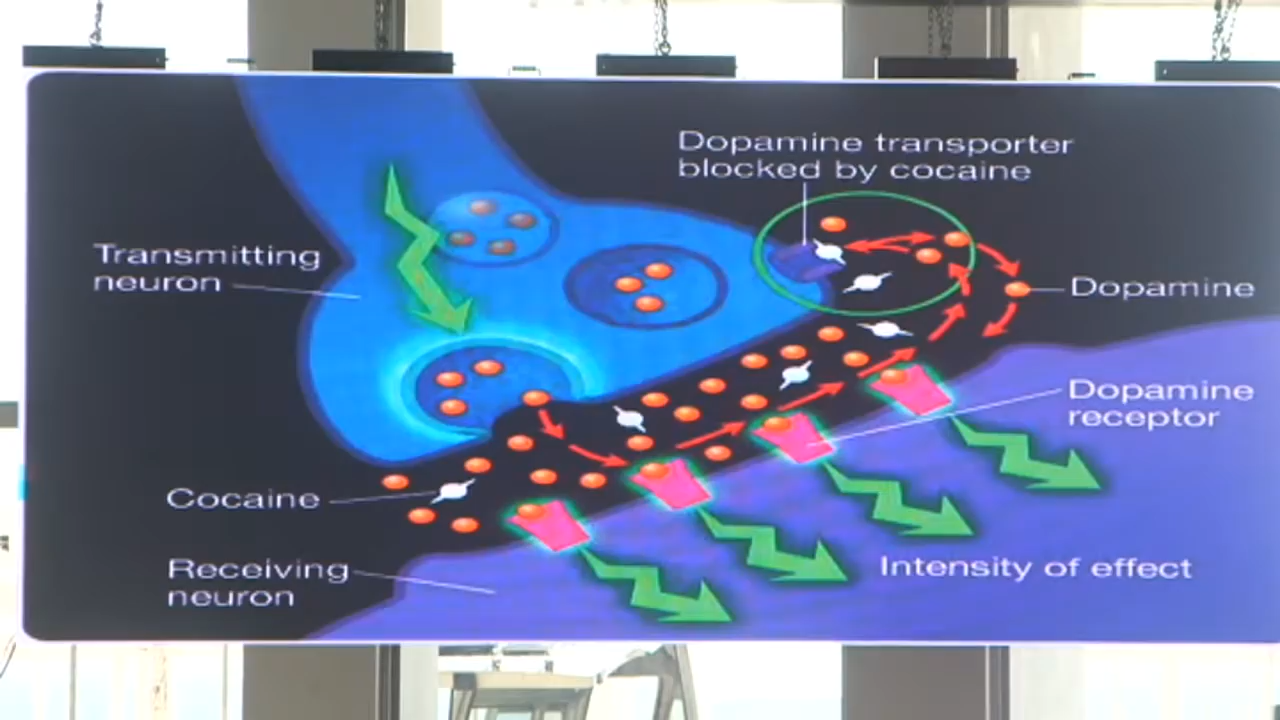 Dopamine transporter
blocked by cocaine
Transmitting
neuron
Dopamine
Dopamine
receptor
Cocaine
Receiving
neuron
Intensity of effect